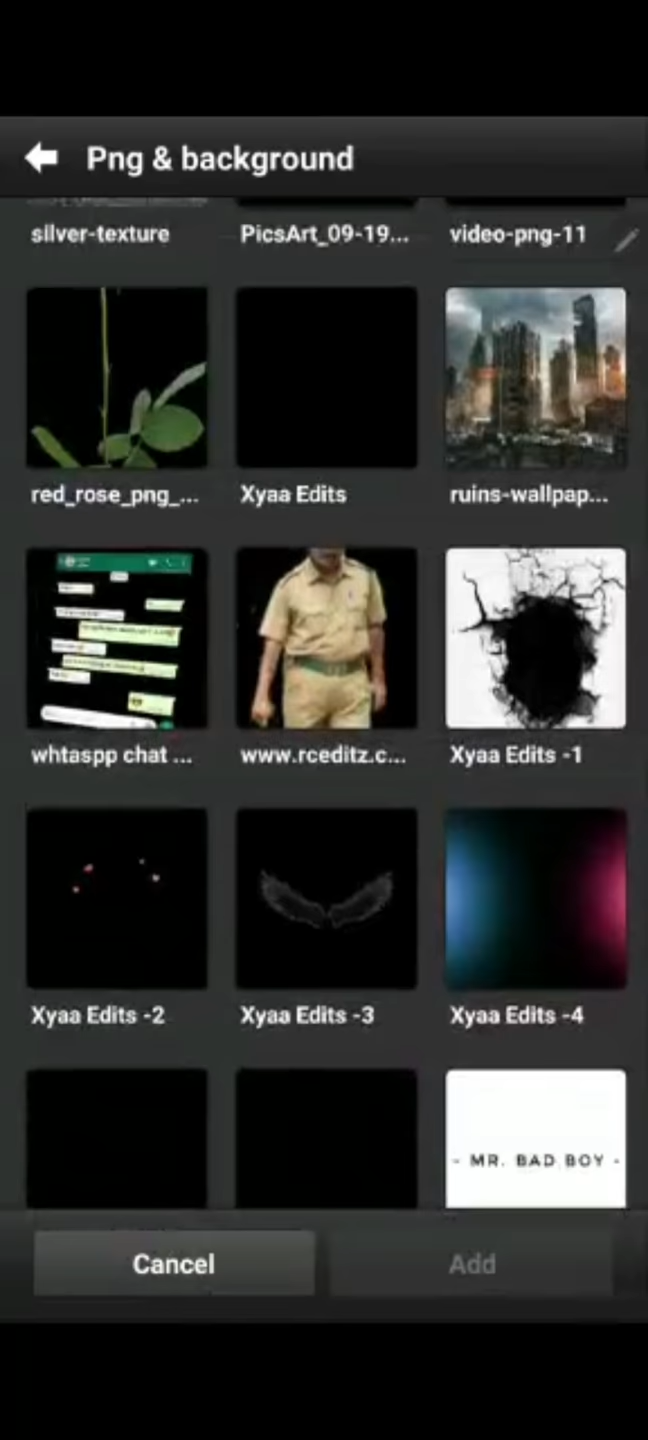 Png & background
silver-texture
PicsArt_09-19...
video-png-11
red_rose_png_...
Xyaa Edits
ruins-wallpap...
whtaspp chat ...
www.rceditz.c...
Xyaa Edits -1
Xyaa Edits -2
Xyaa Edits -3
Xyaa Edits -4
- MR. BAD BOY -
Cancel
Add